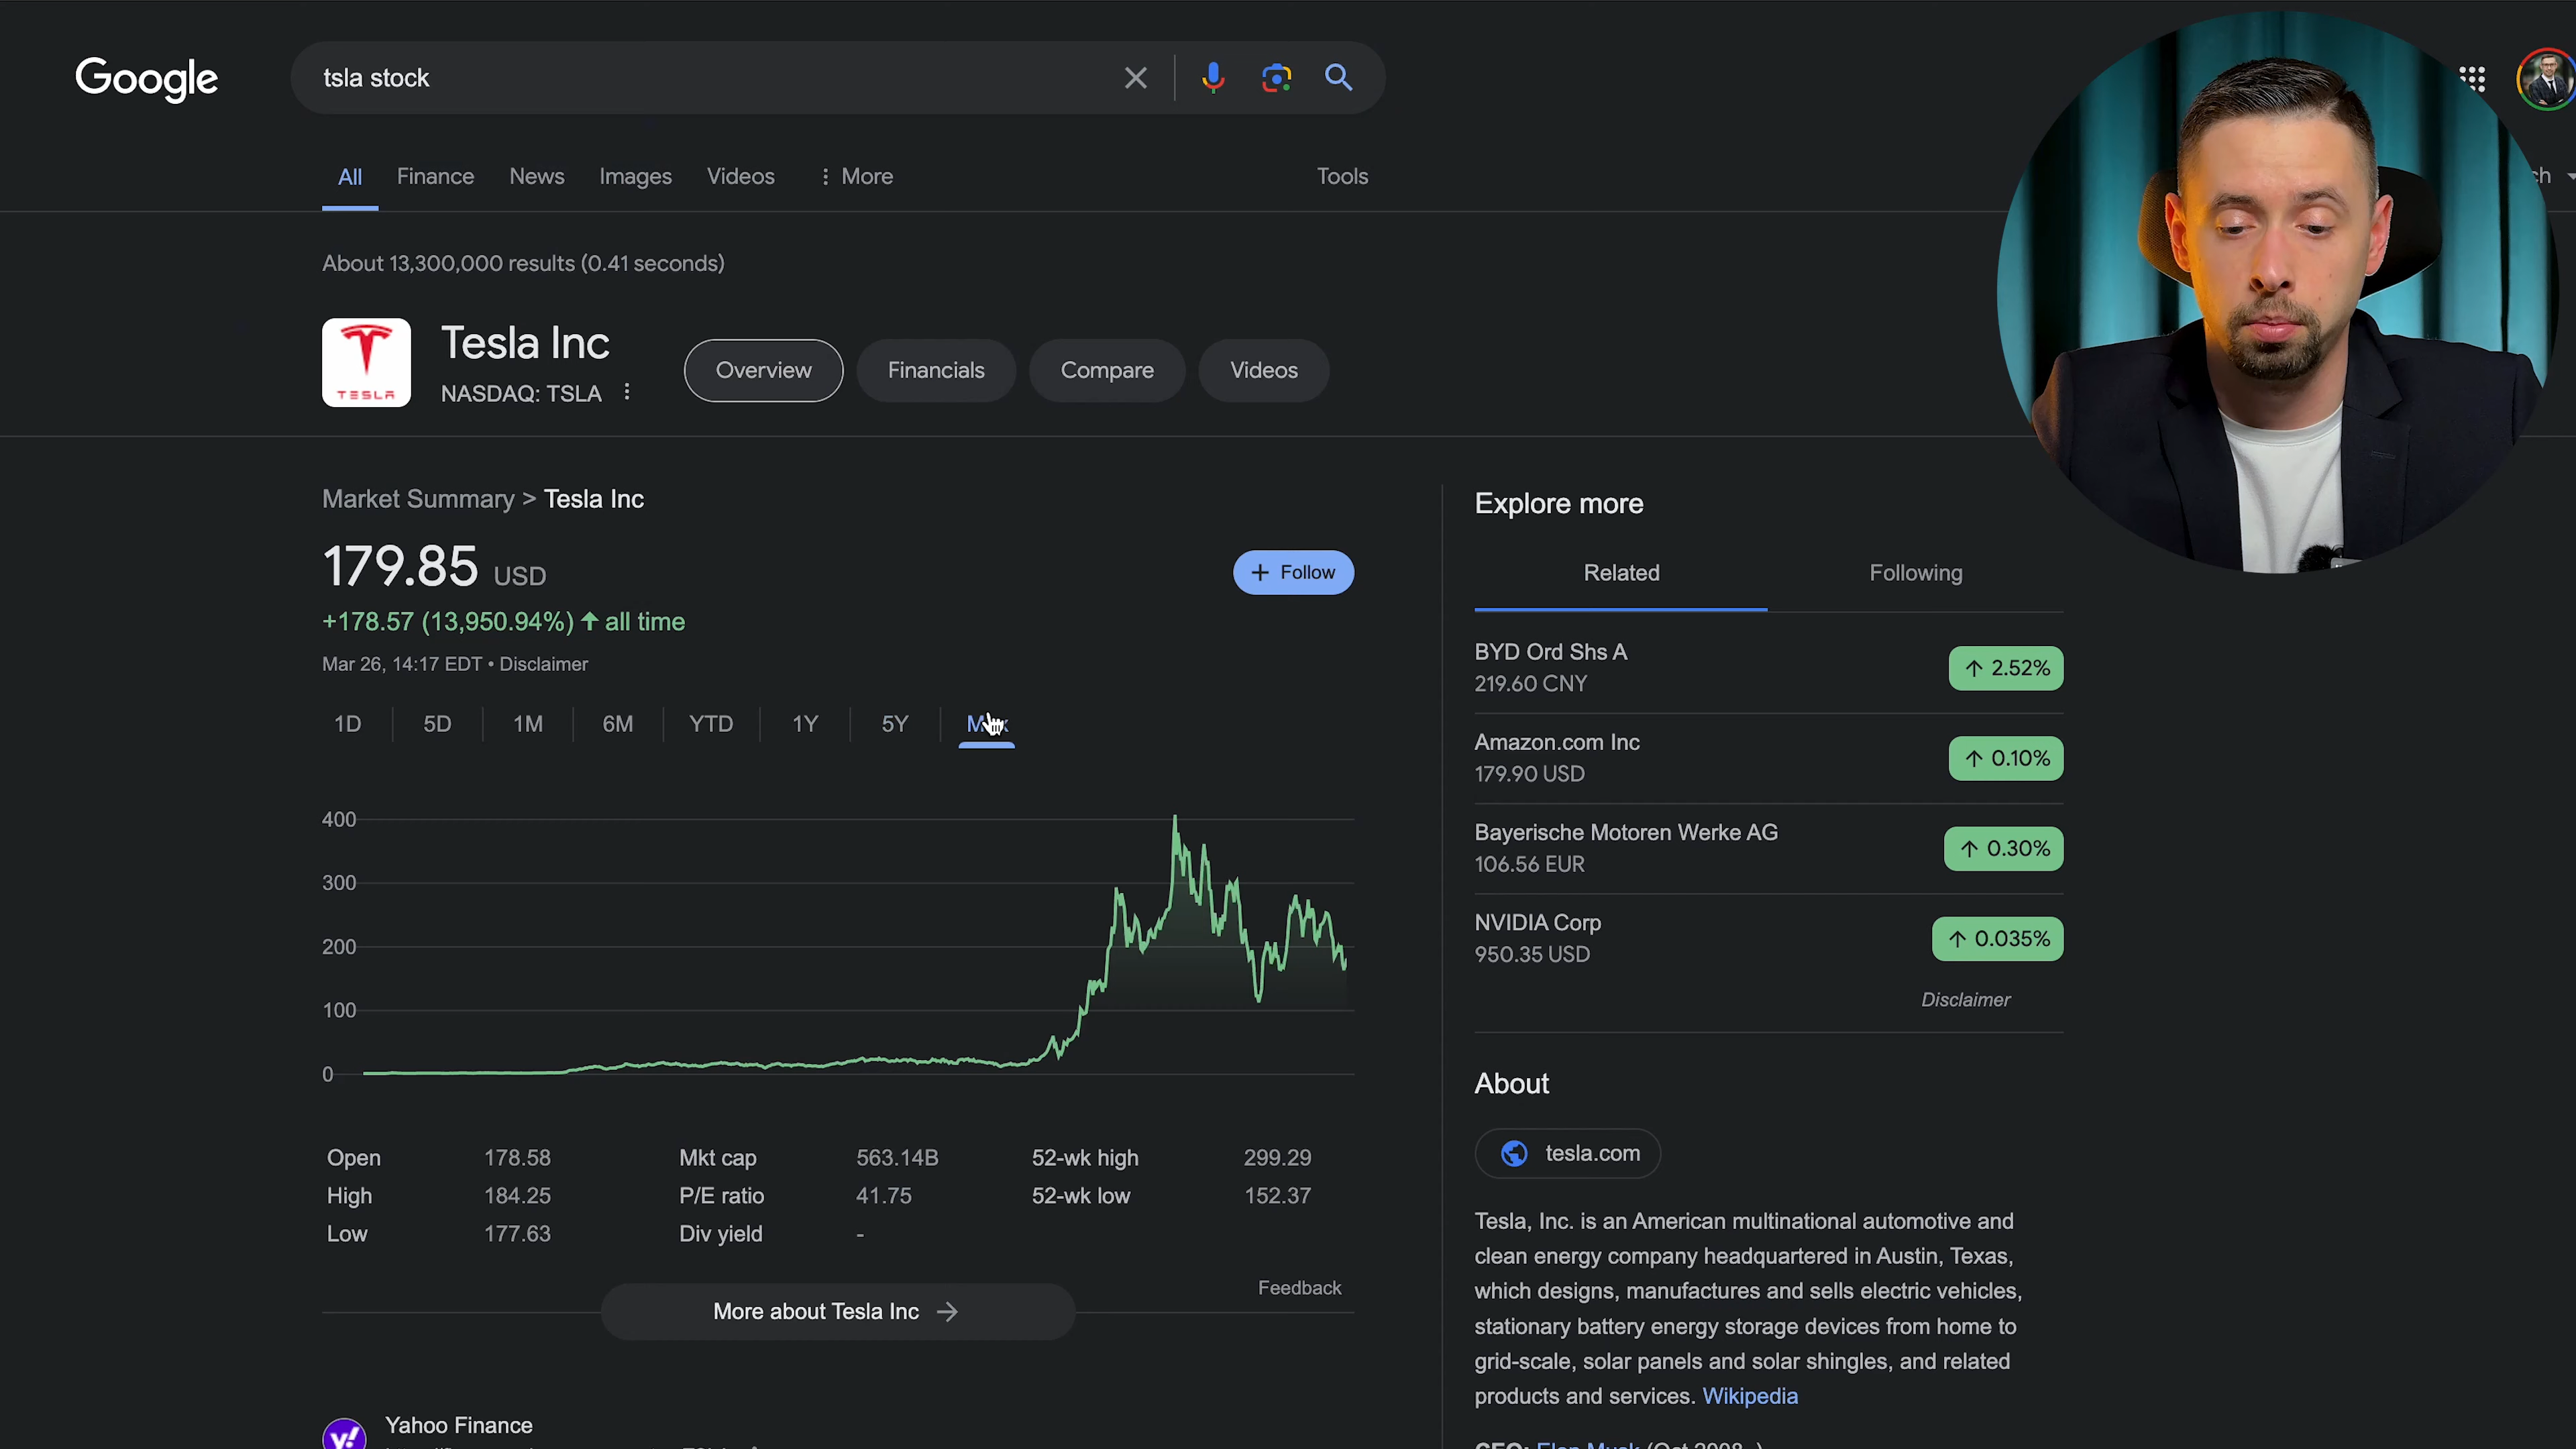 Google
tsla stock
All Finance News Images Videos More Tools
About 13,300,000 results (0.41 seconds)
TESLA
Tesla Inc
NASDAQ: TSLA
Overview Financials Compare Videos
Market Summary > Tesla Inc
179.85 USD
+ Follow
+178.57 (13,950.94%) ↑ all time
Mar 26, 14:17 EDT • Disclaimer
1D 5D 1M 6M YTD 1Y 5Y
400
300
200
100
0
Open 178.58 Mkt cap 563.14B 52-wk high 299.29
High 184.25 P/E ratio 41.75 52-wk low 152.37
Low 177.63 Div yield -
Feedback
More about Tesla Inc →
Yahoo Finance
Explore more
Related Following
BYD Ord Shs A
219.60 CNY
↑ 2.52%
Amazon.com Inc
179.90 USD
↑ 0.10%
Bayerische Motoren Werke AG
106.56 EUR
↑ 0.30%
NVIDIA Corp
950.35 USD
↑ 0.035%
Disclaimer
About
tesla.com
Tesla, Inc. is an American multinational automotive and
clean energy company headquartered in Austin, Texas,
which designs, manufactures and sells electric vehicles,
stationary battery energy storage devices from home to
grid-scale, solar panels and solar shingles, and related
products and services. Wikipedia